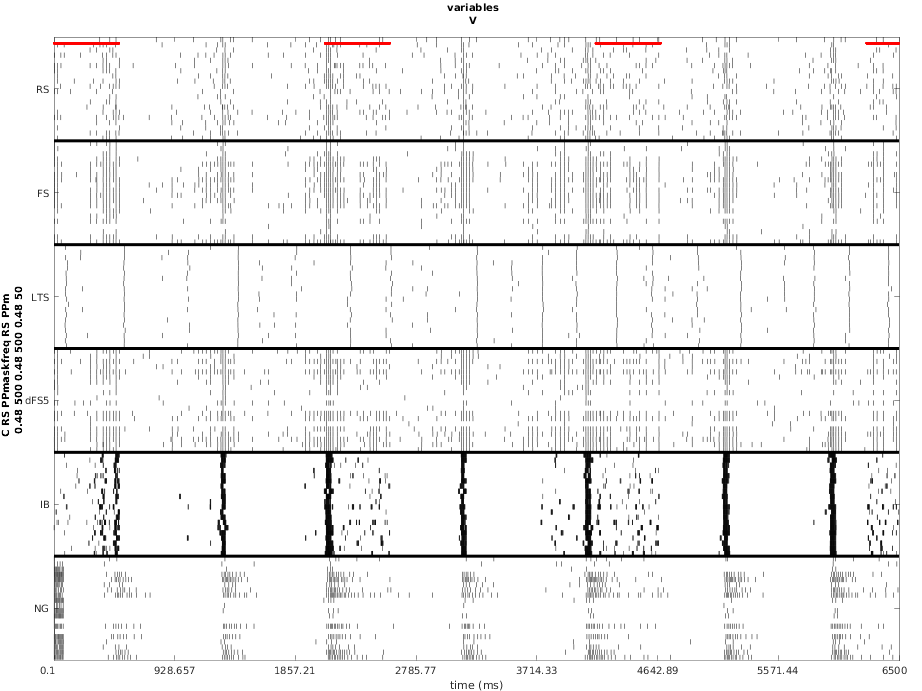 variables
V
RS
FS
LTS
dFS5
IB
NG
C RS PPmaskfreq RS PPm
0.48 500 0.48 500 0.48 50
0.1 928.657 1857.21 2785.77 3714.33 4642.89 5571.44 6500
time (ms)